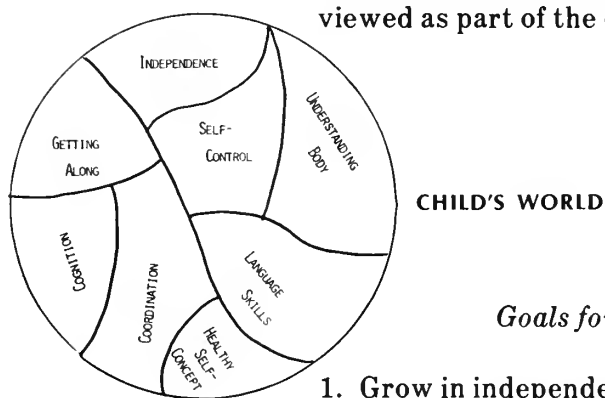 viewed as part of the
INDEPENDENCE
UNDERSTANDING
BODY
SELF-
CONTROL
GETTING
ALONG
CHILD'S WORLD
COGNITION
COORDINATION
LANGUAGE
SKILLS
HEALTHY
SELF-
CONCEPT
Goals for
1. Grow in independe